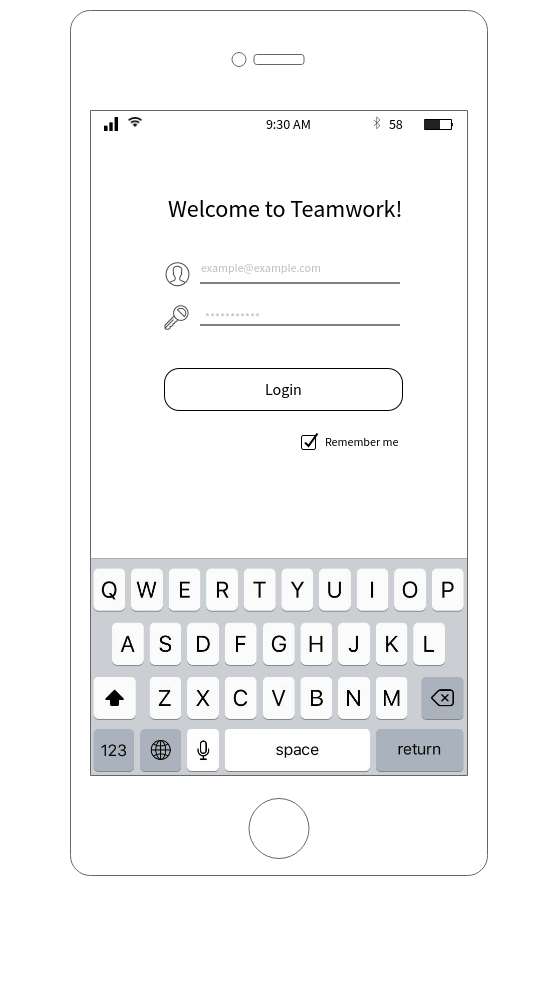 9:30 AM 58
Welcome to Teamwork!
example@example.com
***********
Login
Remember me
Q W E R T Y U I O P
A S D F G H J K L
Z X C V B N M
123 space return